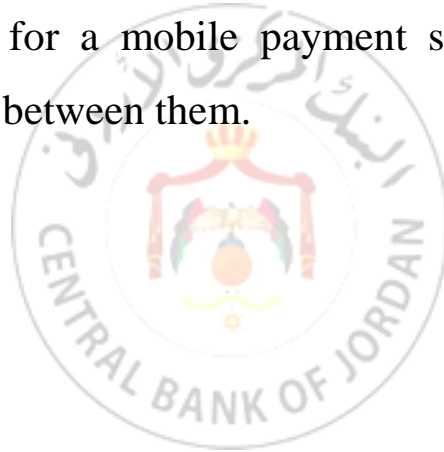 for a mobile payment s
between them.
البنك المركزي الأردني
CENTRAL BANK OF JORDAN